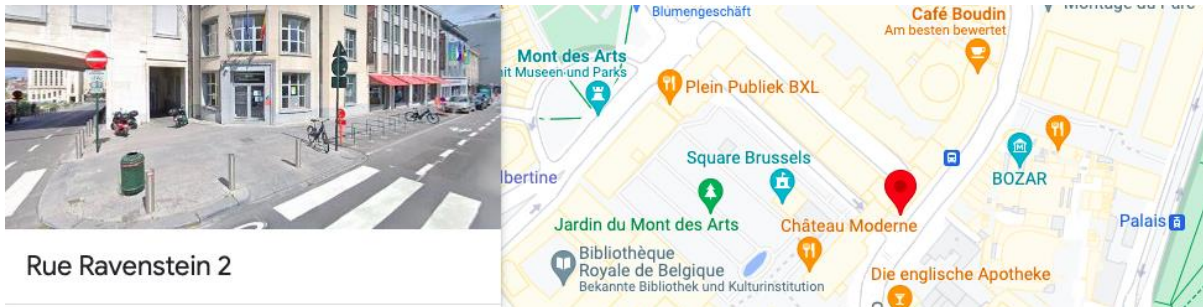 Blumengeschäft
Café Boudin
Am besten bewertet
Mont des Arts
it Museen und Parks
Plein Publiek BXL
Square Brussels
BOZAR
lbertine
Jardin du Mont des Arts
Château Moderne
Palais
Bibliothèque
Royale de Belgique
Bekannte Bibliothek und Kulturinstitution
Die englische Apotheke
Rue Ravenstein 2